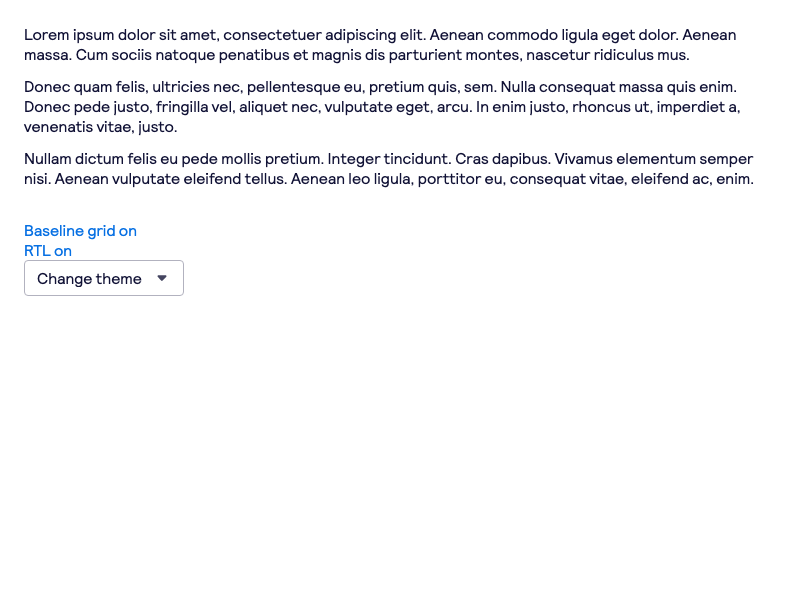 Lorem ipsum dolor sit amet, consectetuer adipiscing elit. Aenean commodo ligula eget dolor. Aenean
massa. Cum sociis natoque penatibus et magnis dis parturient montes, nascetur ridiculus mus.
Donec quam felis, ultricies nec, pellentesque eu, pretium quis, sem. Nulla consequat massa quis enim.
Donec pede justo, fringilla vel, aliquet nec, vulputate eget, arcu. In enim justo, rhoncus ut, imperdiet a,
venenatis vitae, justo.
Nullam dictum felis eu pede mollis pretium. Integer tincidunt. Cras dapibus. Vivamus elementum semper
nisi. Aenean vulputate eleifend tellus. Aenean leo ligula, porttitor eu, consequat vitae, eleifend ac, enim.
Baseline grid on
RTL on
Change theme